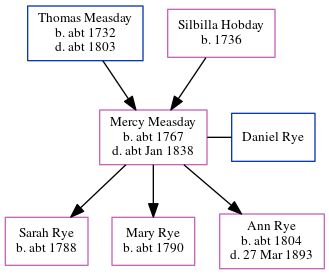 Thomas Measday
b. abt 1732
d. abt 1803
Silbilla Hobday
b. 1736
Mercy Measday
b. abt 1767
d. abt Jan 1838
Daniel Rye
Sarah Rye
b. abt 1788
Mary Rye
b. abt 1790
Ann Rye
b. abt 1804
d. 27 Mar 1893